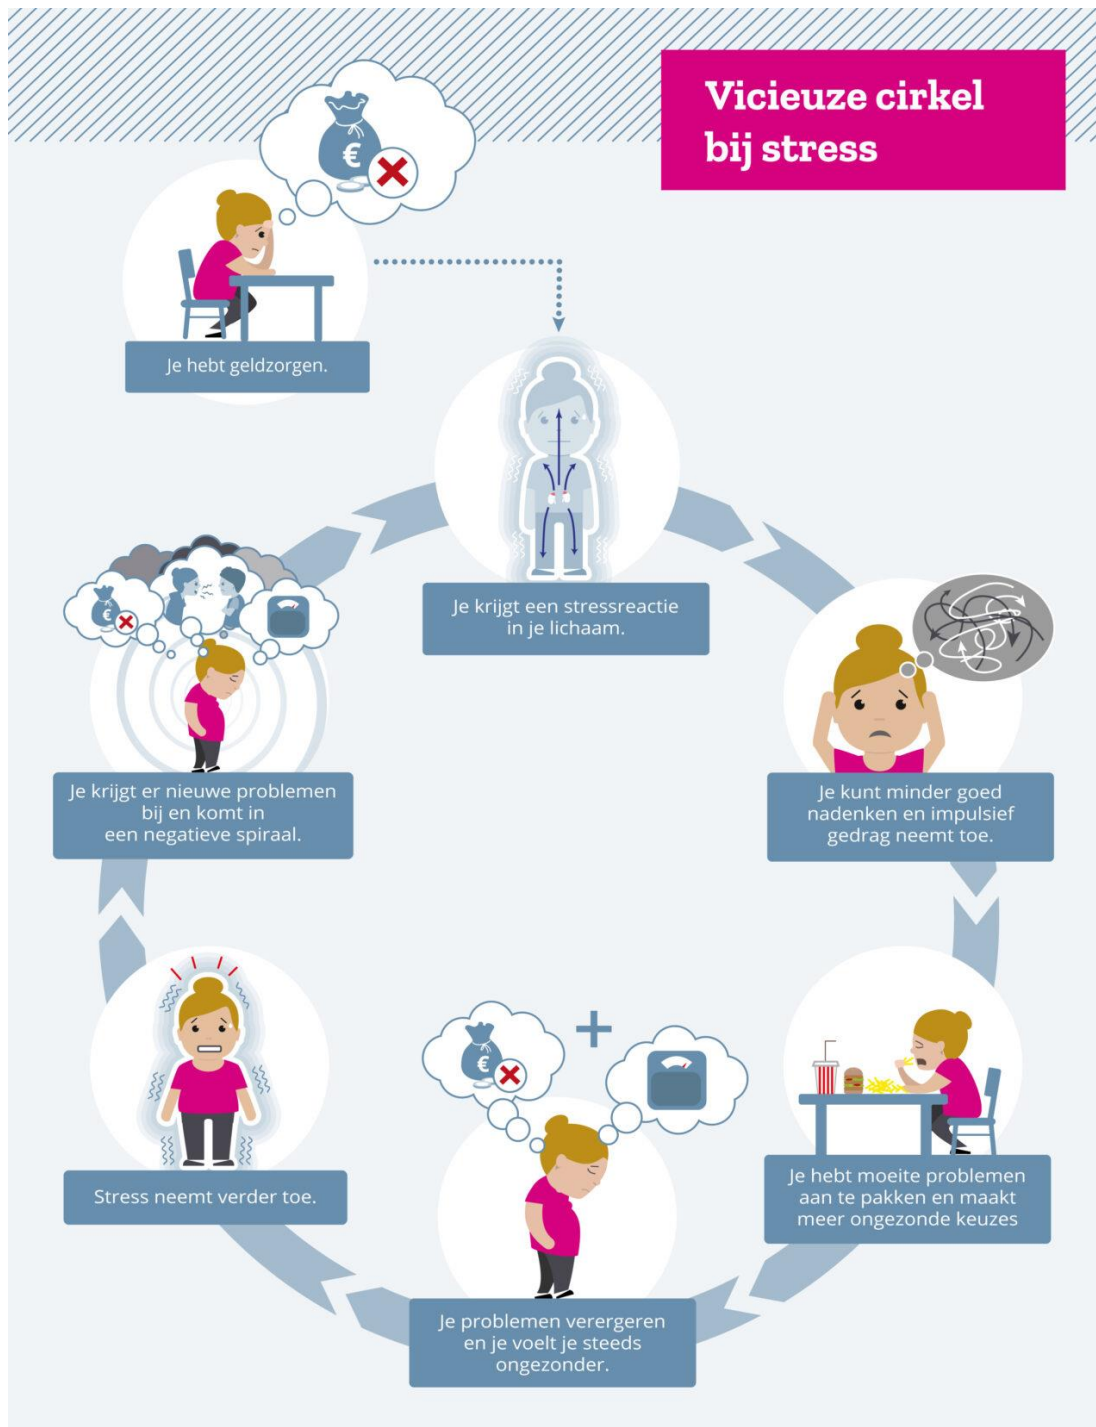 Vicieuze cirkel
bij stress
€
Je hebt geldzorgen.
Je krijgt een stressreactie
in je lichaam.
Je kunt minder goed
nadenken en impulsief
gedrag neemt toe.
Je hebt moeite problemen
aan te pakken en maakt
meer ongezonde keuzes
€
+
Je problemen verergeren
en je voelt je steeds
ongezonder.
Stress neemt verder toe.
€
Je krijgt er nieuwe problemen
bij en komt in
een negatieve spiraal.